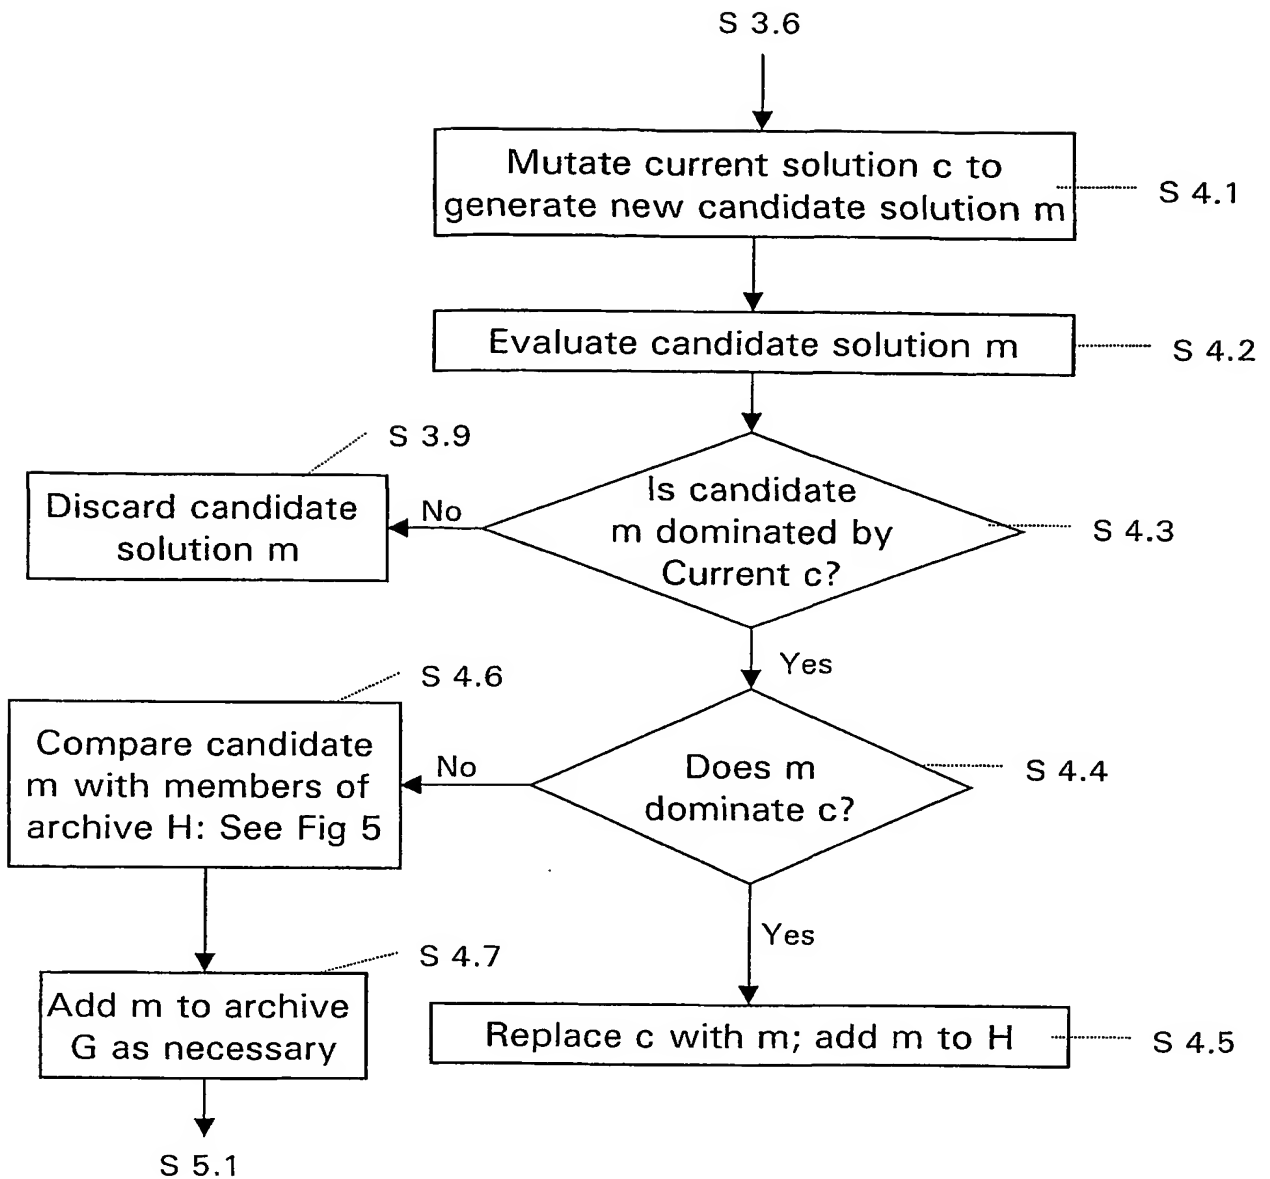 S 3.6
Mutate current solution c to
generate new candidate solution m
S 4.1
Evaluate candidate solution m
S 4.2
S 3.9
Discard candidate
solution m
No
Is candidate
m dominated by
Current c?
S 4.3
Yes
S 4.6
Compare candidate
m with members of
archive H: See Fig 5
No
Does m
dominate c?
S 4.4
Yes
S 4.7
Add m to archive
G as necessary
Replace c with m; add m to H
S 4.5
S 5.1